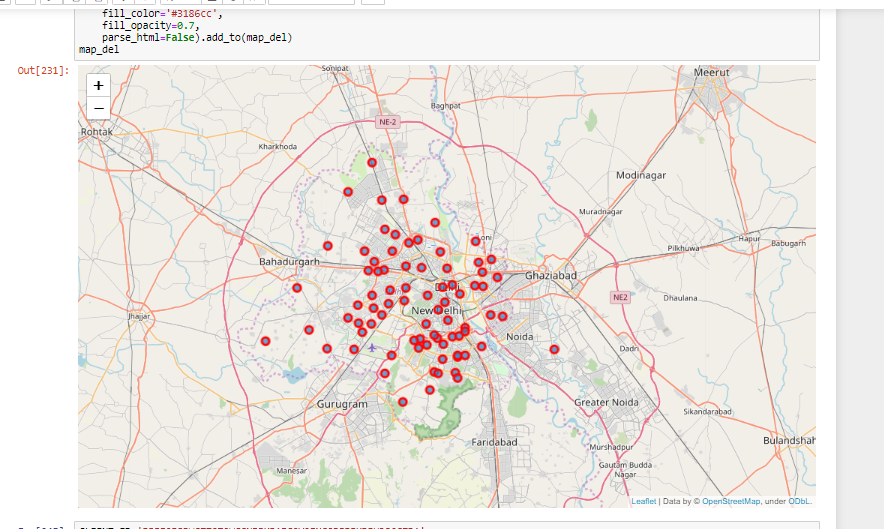 fill_color='#3186cc',
fill_opacity=0.7,
parse_html=False).add_to(map_del)
map_del
Out[231]:
+
−
Sonipat
Meerut
Baghpat
NE-2
Rohtak
Kharkhoda
Modinagar
Muradnagar
Hapur
Babugarh
Pilkhuwa
Bahadurgarh
Ghaziabad
Delhi
NE2
Dhaulana
New Delhi
Jhajjar
Noida
Dadri
Gurugram
Greater Noida
Sikandarabad
Faridabad
Bulandshah
Murshadpur
Gautam Budda
Nagar
Manesar
Leaflet | Data by © OpenStreetMap, under ODbL.